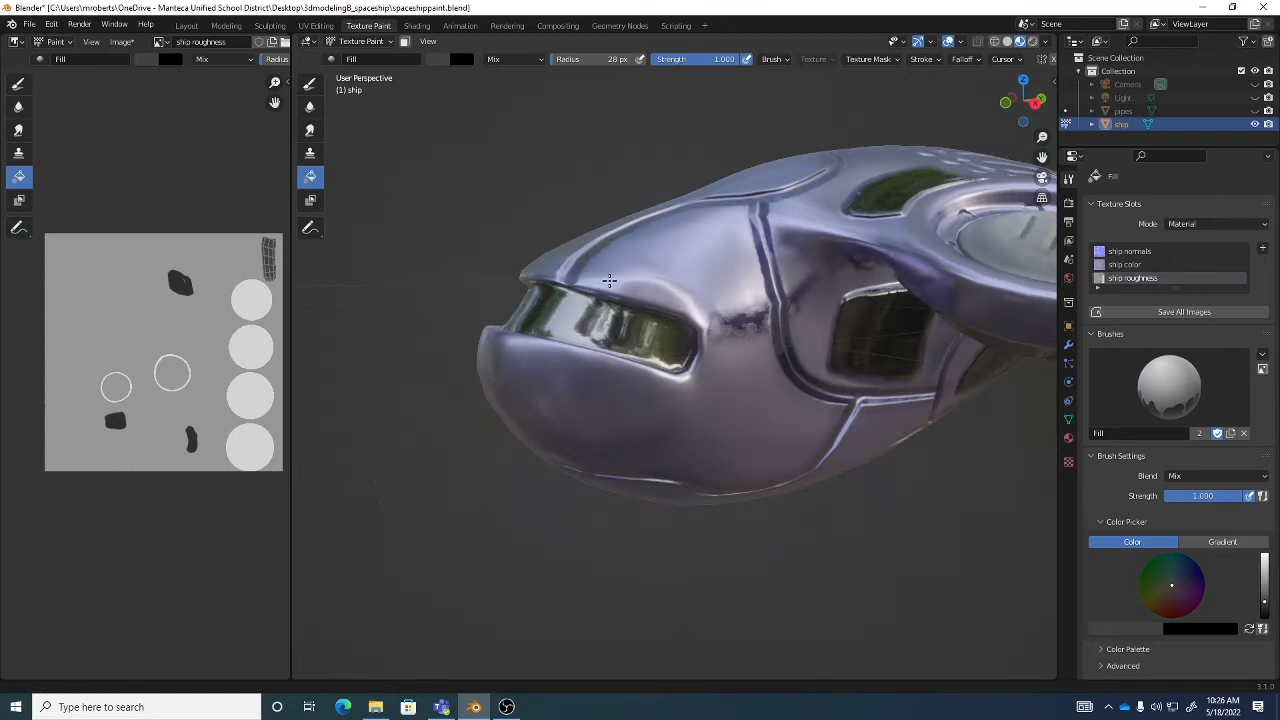 Blender* [C:\Users\mroberts\OneDrive - Manteca Unified School District\Desktop\3dmodelingB_spaceship\spaceshippaint.blend]
File Edit Render Window Help Layout Modeling Sculpting UV Editing Texture Paint Shading Animation Rendering Compositing Geometry Nodes Scripting + Scene ViewLayer
Paint View Image* ship roughness Texture Paint View
Fill Mix Radius Fill Mix Radius 28 px Strength 1.000 Brush Texture Texture Mask Stroke Falloff Cursor
User Perspective
(1) ship
Scene Collection
Collection
Camera
Light
pipes
ship
Fill
Texture Slots
Mode Material
ship normals
ship color
ship roughness
Save All Images
Brushes
Fill 2
Brush Settings
Blend Mix
Strength 1.000
Color Picker
Color Gradient
Color Palette
Advanced
3.1.0
Type here to search
10:26 AM
5/18/2022